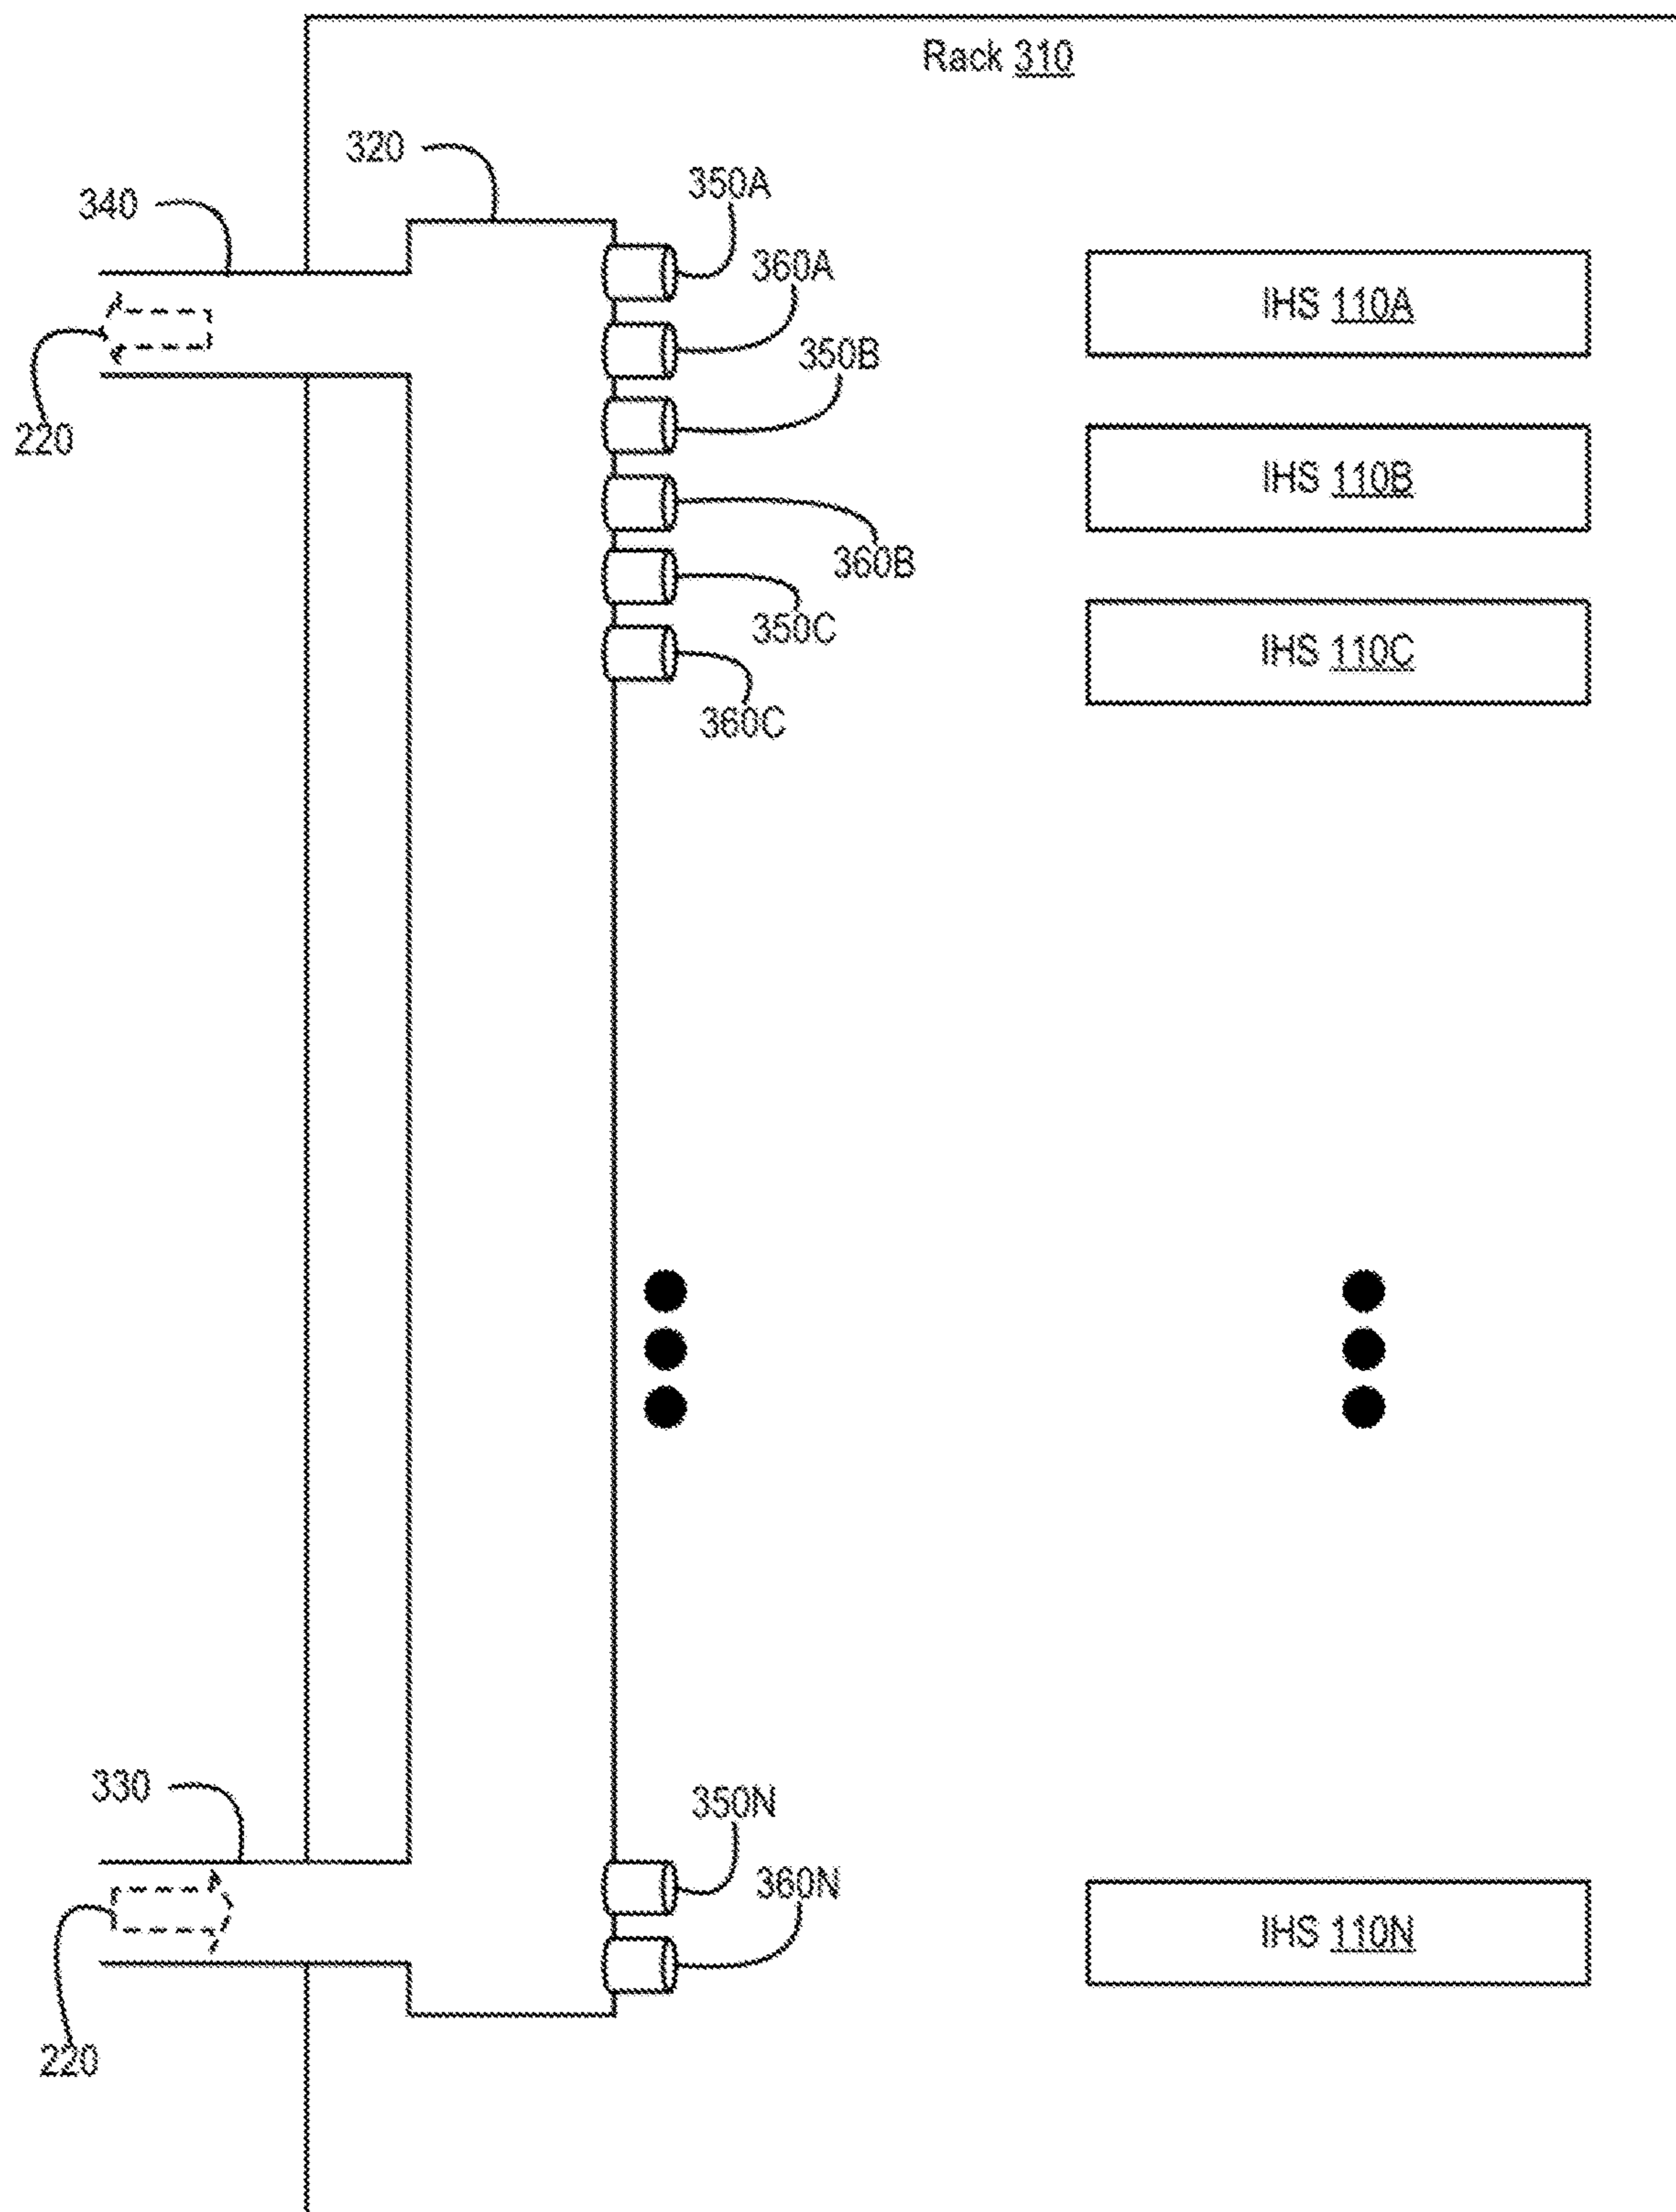 Rack 310
320
350A
340
360A
IHS 110A
350B
220
IHS 110B
360B
350C
IHS 110C
360C
330
350N
360N
IHS 110N
220